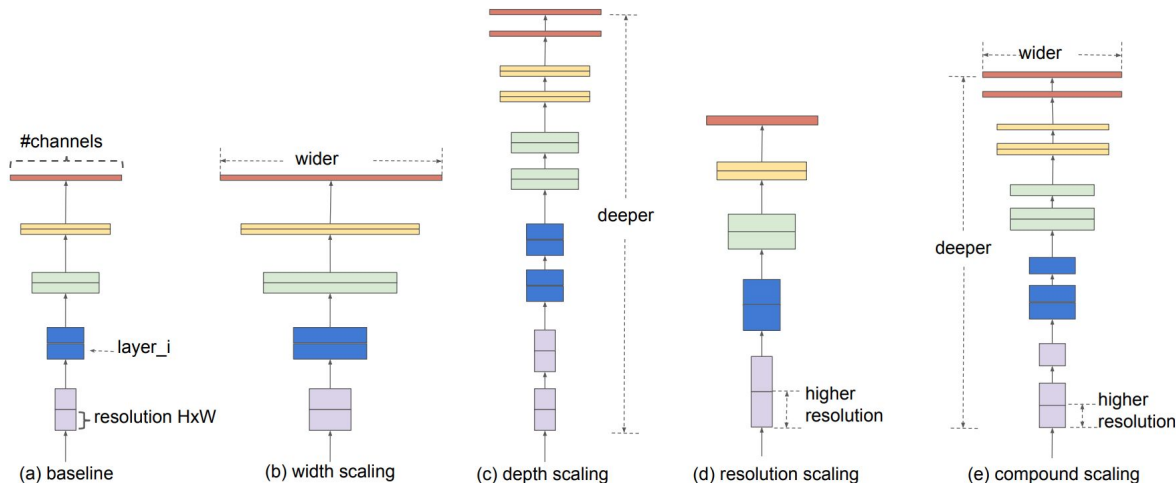 #channels
layer_i
resolution HxW
(a) baseline
wider
(b) width scaling
deeper
(c) depth scaling
higher
resolution
(d) resolution scaling
wider
deeper
higher
resolution
(e) compound scaling